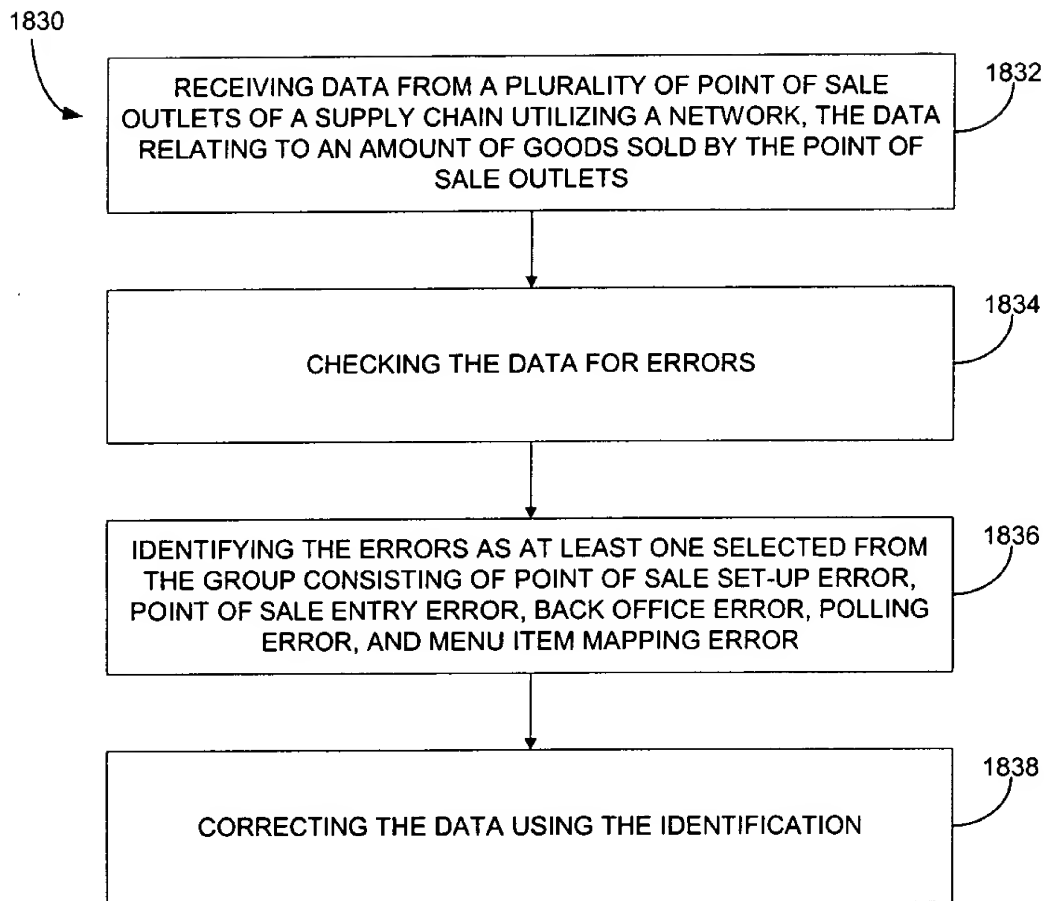 1830
RECEIVING DATA FROM A PLURALITY OF POINT OF SALE
OUTLETS OF A SUPPLY CHAIN UTILIZING A NETWORK, THE DATA
RELATING TO AN AMOUNT OF GOODS SOLD BY THE POINT OF
SALE OUTLETS
1832
CHECKING THE DATA FOR ERRORS
1834
IDENTIFYING THE ERRORS AS AT LEAST ONE SELECTED FROM
THE GROUP CONSISTING OF POINT OF SALE SET-UP ERROR,
POINT OF SALE ENTRY ERROR, BACK OFFICE ERROR, POLLING
ERROR, AND MENU ITEM MAPPING ERROR
1836
CORRECTING THE DATA USING THE IDENTIFICATION
1838